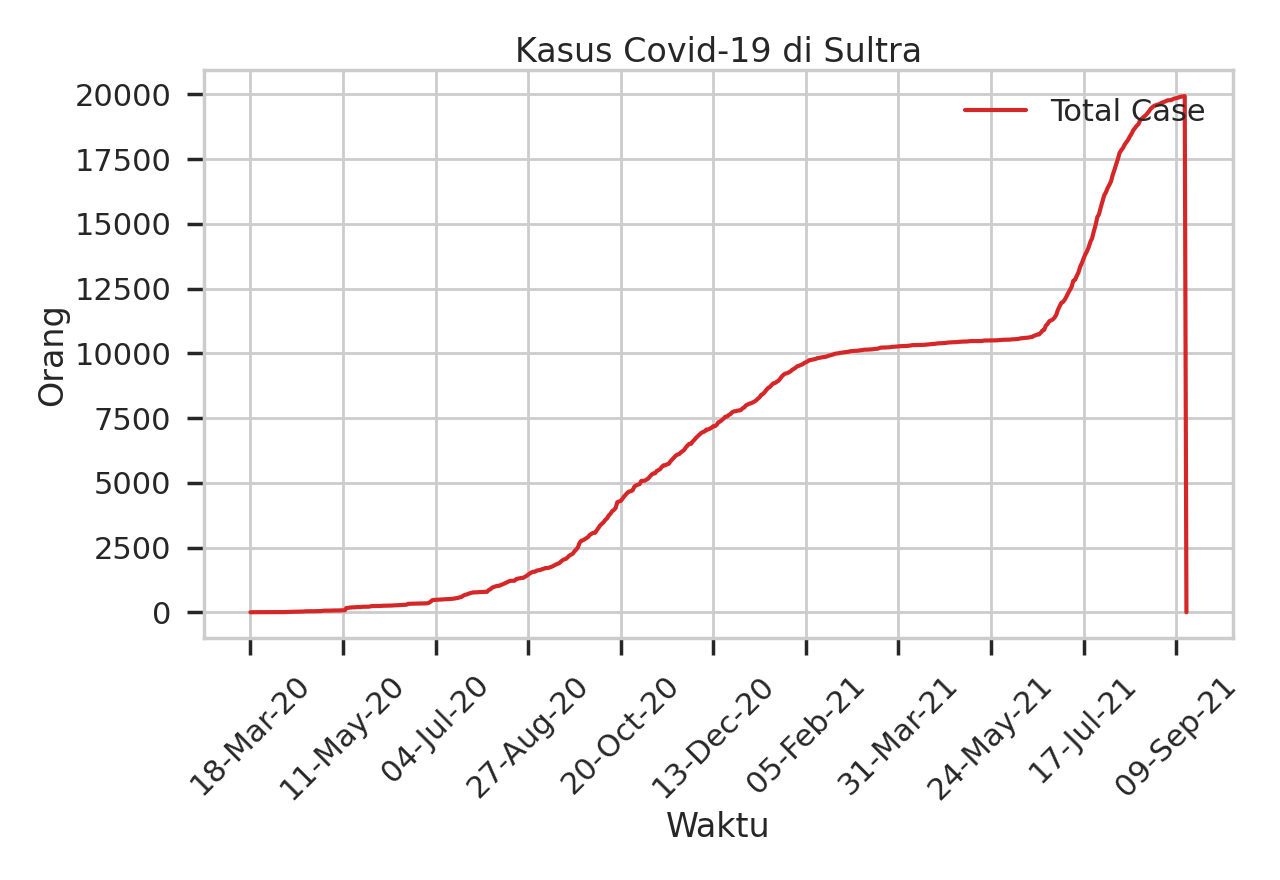 Kasus Covid-19 di Sultra
Total Case
20000
17500
15000
12500
10000
7500
5000
2500
0
Orang
18-Mar-20
11-May-20
04-Jul-20
27-Aug-20
20-Oct-20
13-Dec-20
05-Feb-21
31-Mar-21
24-May-21
17-Jul-21
09-Sep-21
Waktu